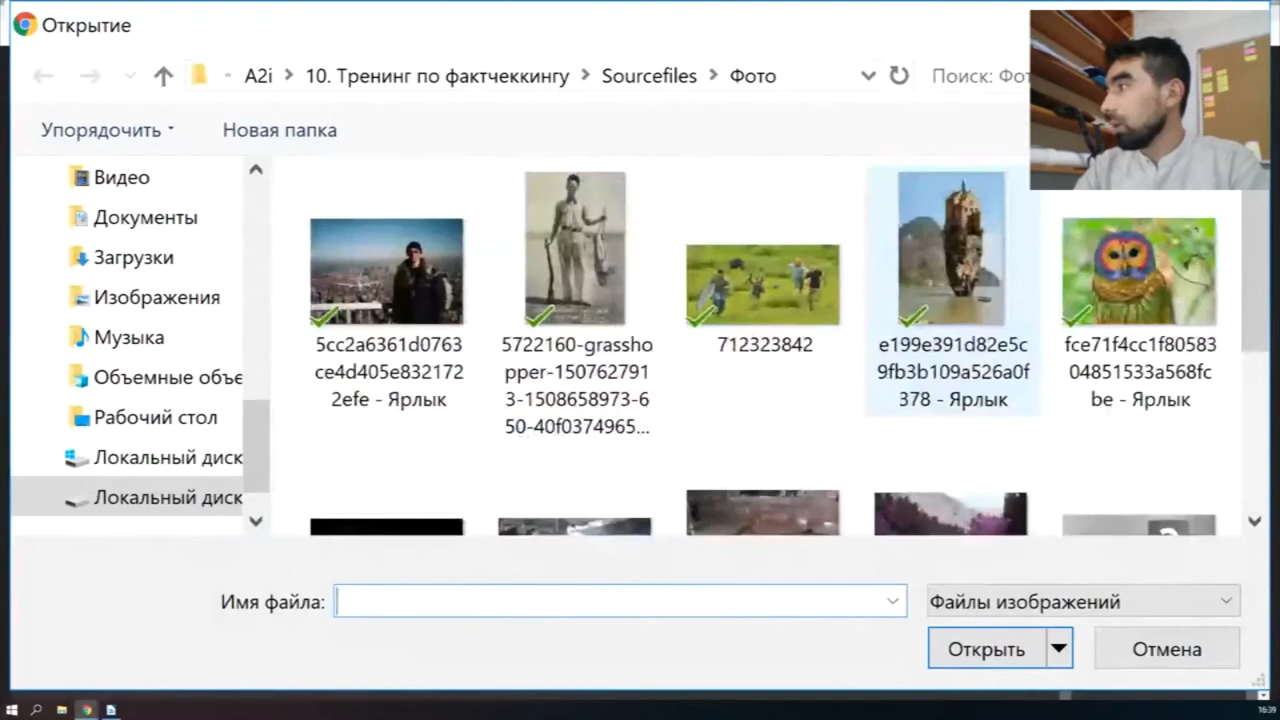 Открытие
A2i > 10. Тренинг по фактчеккингу > Sourcefiles > Фото
Поиск: Фот
Упорядочить
Новая папка
Видео
Документы
Загрузки
Изображения
Музыка
Объемные объе
Рабочий стол
Локальный диск
Локальный диск
5cc2a6361d0763
ce4d405e832172
2efe - Ярлык
5722160-grassho
pper-150762791
3-1508658973-6
50-40f0374965...
712323842
e199e391d82e5c
9fb3b109a526a0f
378 - Ярлык
fce71f4cc1f80583
04851533a568fc
be - Ярлык
Имя файла:
Файлы изображений
Открыть
Отмена
16:39